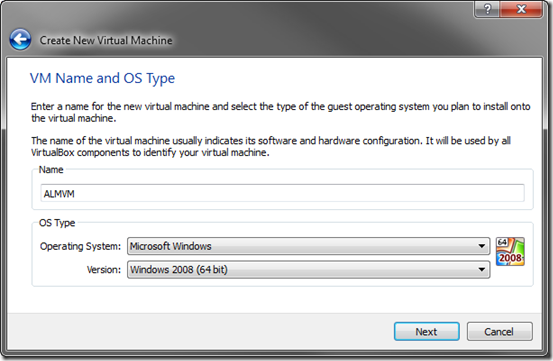 ?
Create New Virtual Machine
VM Name and OS Type
Enter a name for the new virtual machine and select the type of the guest operating system you plan to install onto
the virtual machine.
The name of the virtual machine usually indicates its software and hardware configuration. It will be used by all
VirtualBox components to identify your virtual machine.
Name
ALMVM
OS Type
Operating System: Microsoft Windows
64
2008
Version: Windows 2008 (64 bit)
Next Cancel